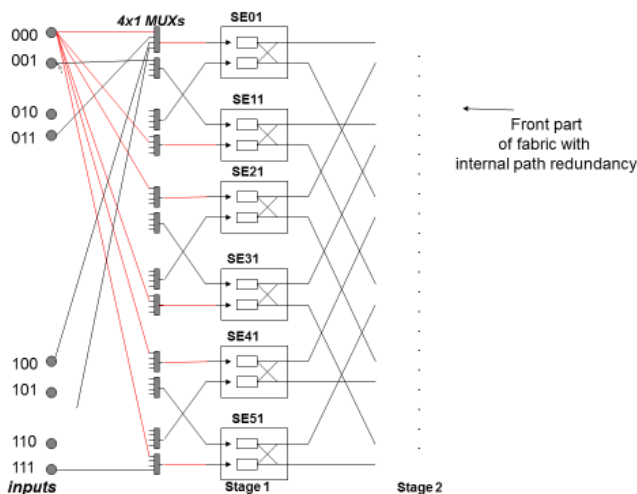 4x1 MUXs
SE01
000
001
010
011
SE11
Front part
of fabric with
internal path redundancy
SE21
SE31
SE41
100
101
SE51
110
111
inputs
Stage 1
Stage 2